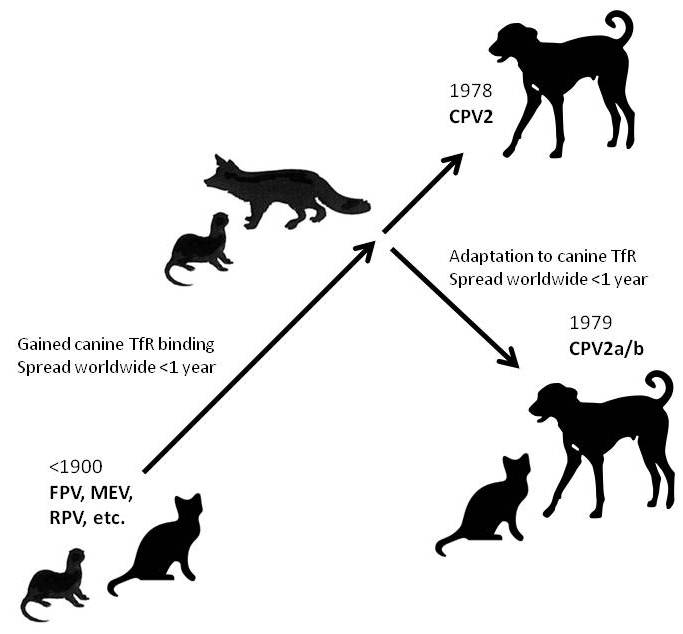 1978
CPV2
Adaptation to canine TfR
Spread worldwide <1 year
1979
CPV2a/b
Gained canine TfR binding
Spread worldwide <1 year
<1900
FPV, MEV,
RPV, etc.